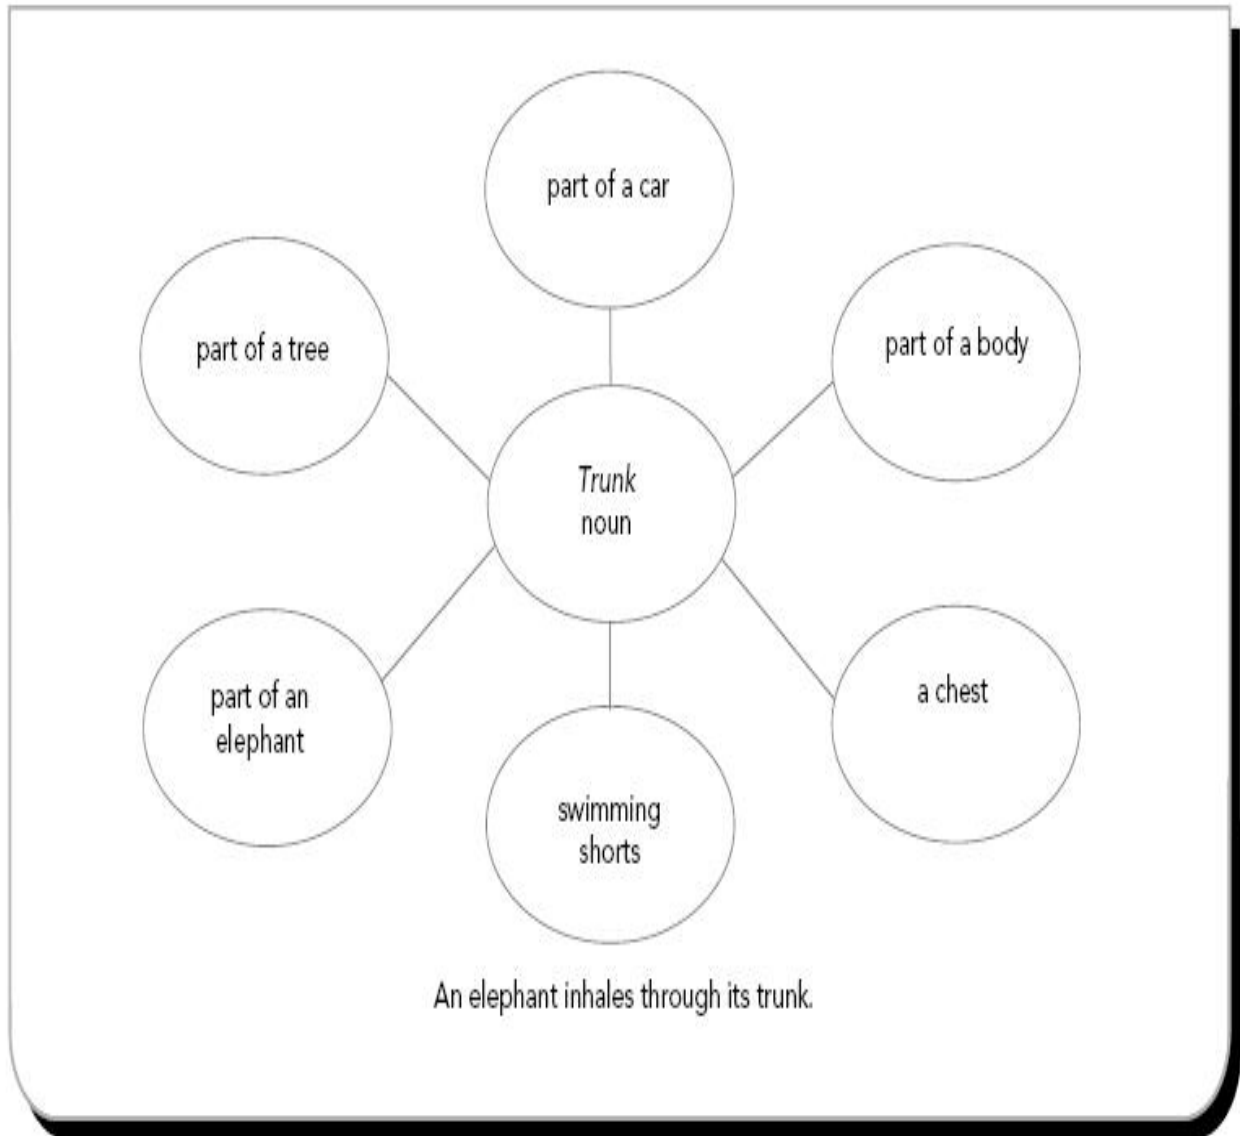 part of a car
part of a tree
part of a body
Trunk
noun
part of an
elephant
a chest
swimming
shorts
An elephant inhales through its trunk.